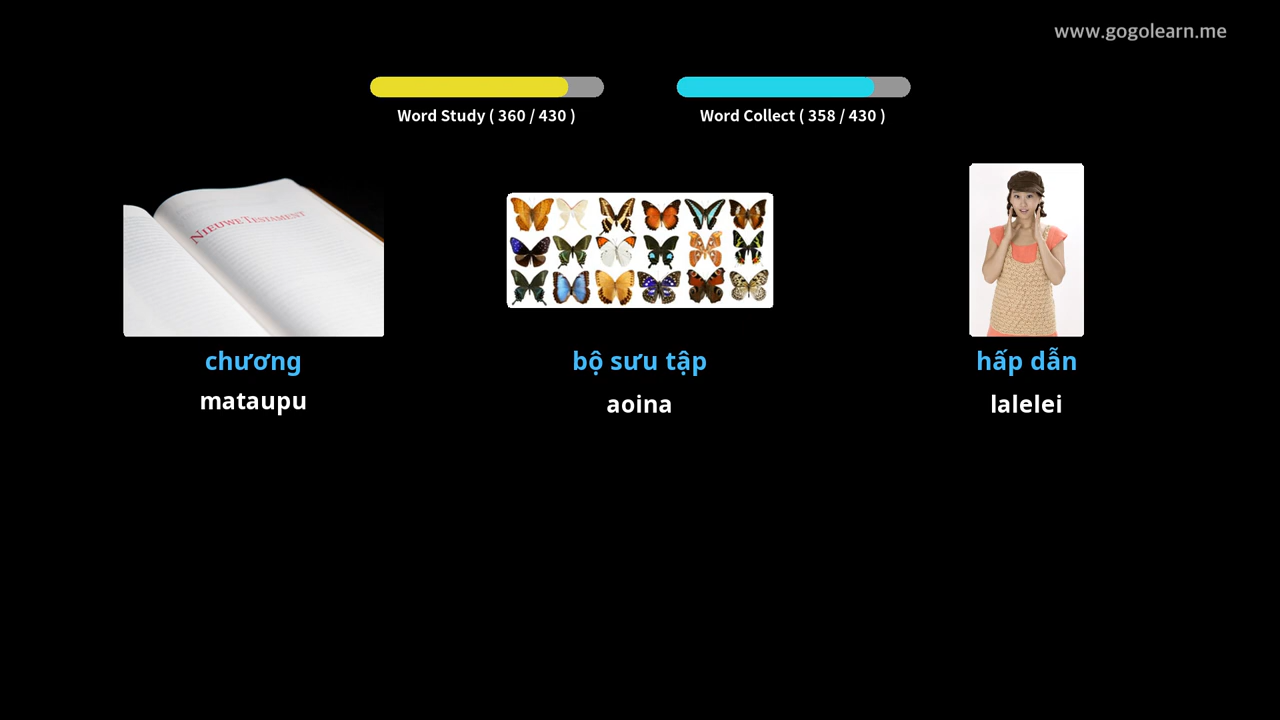 www.gogolearn.me
Word Study ( 360 / 430 )
Word Collect ( 358 / 430 )
NIEUWE TESTAMENT
chương
bộ sưu tập
hấp dẫn
mataupu
aoina
lalelei